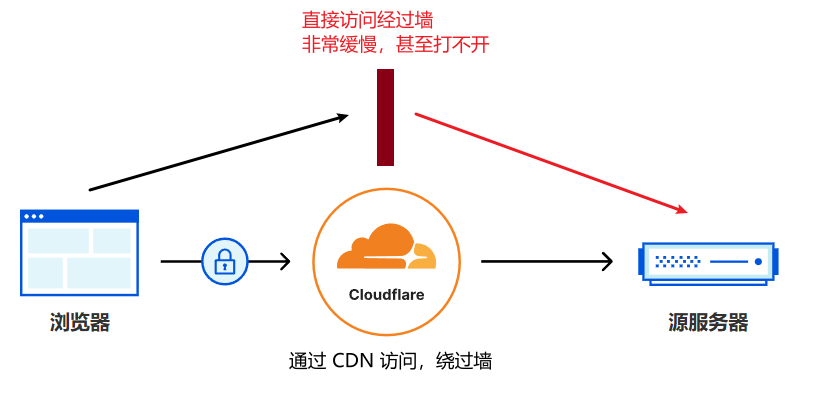 直接访问经过墙
非常缓慢，甚至打不开
Cloudflare
浏览器
源服务器
通过 CDN 访问，绕过墙